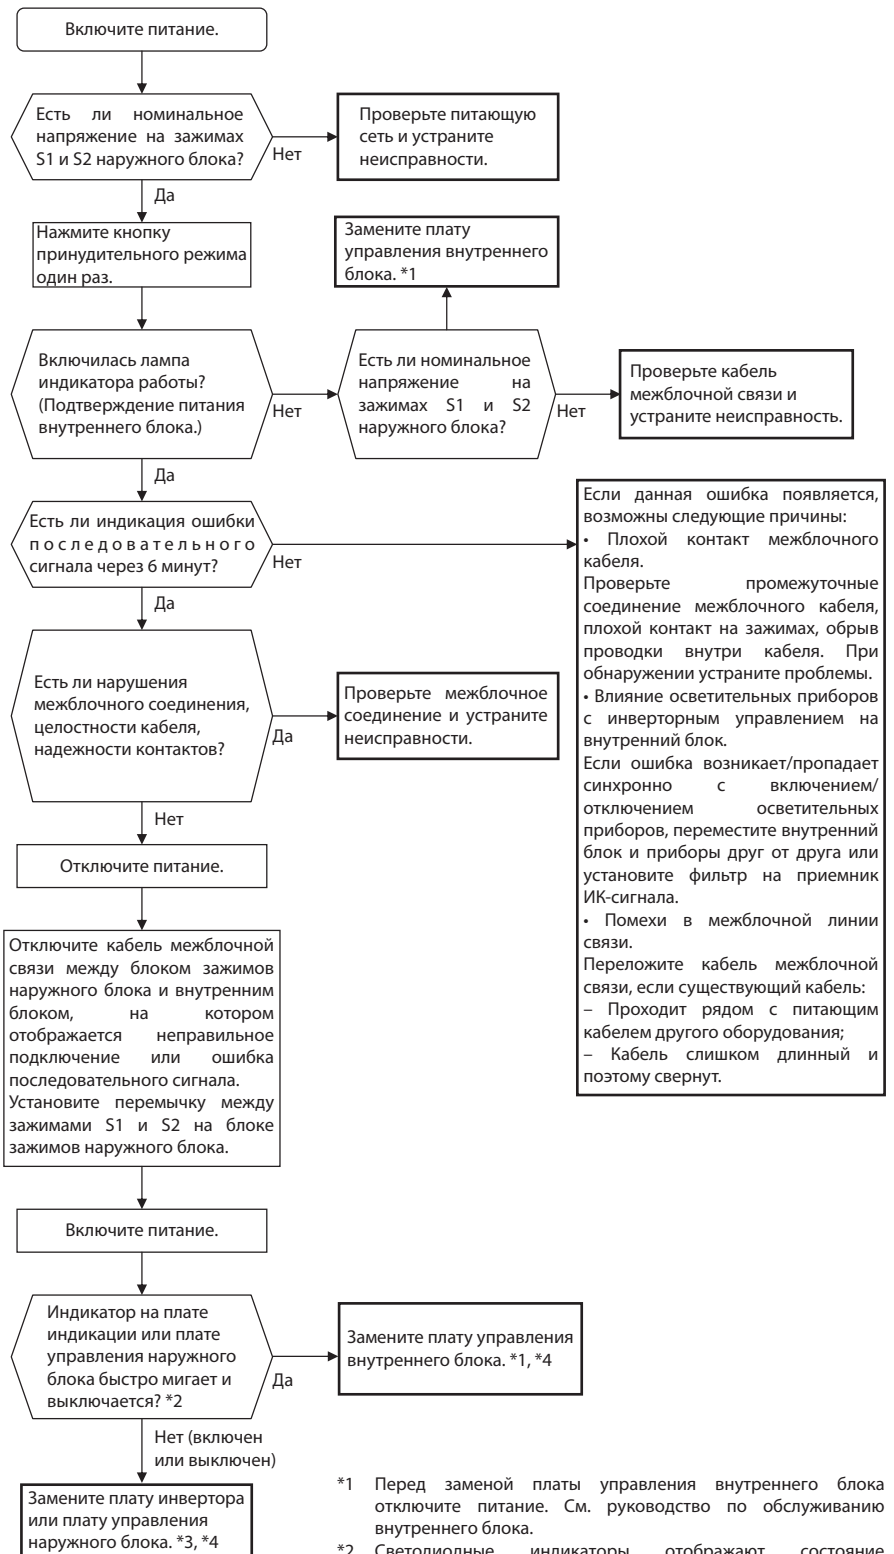 Включите питание.
Есть ли номинальное
напряжение на зажимах
S1 и S2 наружного блока?
Нет
Проверьте питающую
сеть и устраните
неисправности.
Да
Нажмите кнопку
принудительного режима
один раз.
Замените плату
управления внутреннего
блока. *1
Включилась лампа
индикатора работы?
(Подтверждение питания
внутреннего блока.)
Нет
Есть ли номинальное
напряжение на
зажимах S1 и S2
наружного блока?
Нет
Проверьте кабель
межблочной связи и
устраните неисправность.
Да
Есть ли индикация ошибки
последовательного
сигнала через 6 минут?
Нет
Если данная ошибка появляется,
возможны следующие причины:
• Плохой контакт межблочного
кабеля.
Проверьте промежуточные
соединение межблочного кабеля,
плохой контакт на зажимах, обрыв
проводки внутри кабеля. При
обнаружении устраните проблемы.
• Влияние осветительных приборов
с инверторным управлением на
внутренний блок.
Если ошибка возникает/пропадает
синхронно с включением/
отключением осветительных
приборов, переместите внутренний
блок и приборы друг от друга или
установите фильтр на приемник
ИК-сигнала.
• Помехи в межблочной линии
связи.
Переложите кабель межблочной
связи, если существующий кабель:
– Проходит рядом с питающим
кабелем другого оборудования;
– Кабель слишком длинный и
поэтому свернут.
Да
Есть ли нарушения
межблочного соединения,
целостности кабеля,
надежности контактов?
Да
Проверьте межблочное
соединение и устраните
неисправности.
Нет
Отключите питание.
Отключите кабель межблочной
связи между блоком зажимов
наружного блока и внутренним
блоком, на котором
отображается неправильное
подключение или ошибка
последовательного сигнала.
Установите перемычку между
зажимами S1 и S2 на блоке
зажимов наружного блока.
Включите питание.
Индикатор на плате
индикации или плате
управления наружного
блока быстро мигает и
выключается? *2
Да
Замените плату управления
внутреннего блока. *1, *4
Нет (включен
или выключен)
Замените плату инвертора
или плату управления
наружного блока. *3, *4
*1 Перед заменой платы управления внутреннего блока
отключите питание. См. руководство по обслуживанию
внутреннего блока.
*2 Светодиодные индикаторы отображают состояние